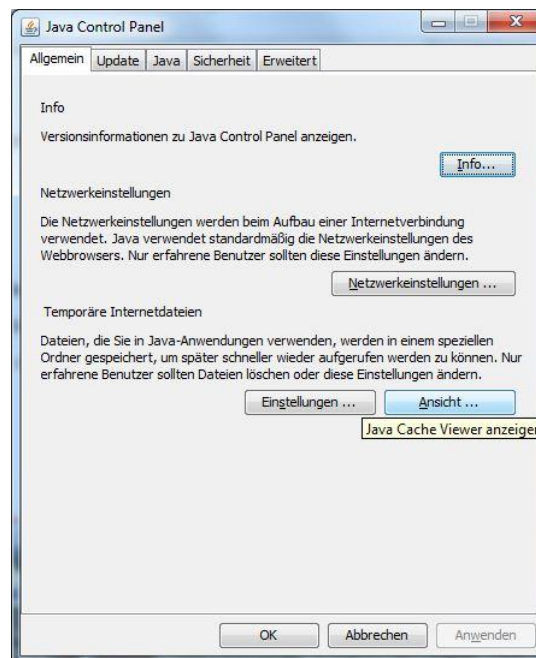 Java Control Panel
Allgemein Update Java Sicherheit Erweitert
Info
Versionsinformationen zu Java Control Panel anzeigen.
Info...
Netzwerkeinstellungen
Die Netzwerkeinstellungen werden beim Aufbau einer Internetverbindung
verwendet. Java verwendet standardmäßig die Netzwerkeinstellungen des
Webbrowsers. Nur erfahrene Benutzer sollten diese Einstellungen ändern.
Netzwerkeinstellungen ...
Temporäre Internetdateien
Dateien, die Sie in Java-Anwendungen verwenden, werden in einem speziellen
Ordner gespeichert, um später schneller wieder aufgerufen werden zu können. Nur
erfahrene Benutzer sollten Dateien löschen oder diese Einstellungen ändern.
Einstellungen ... Ansicht ...
Java Cache Viewer anzeigen
OK Abbrechen Anwenden